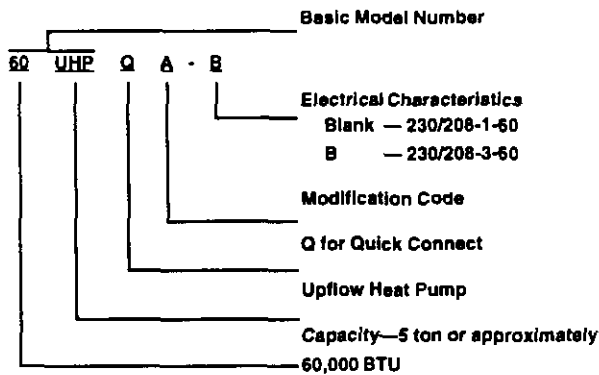 Basic Model Number
60 UHP Q A - B
Electrical Characteristics
Blank — 230/208-1-60
B — 230/208-3-60
Modification Code
Q for Quick Connect
Upflow Heat Pump
Capacity—5 ton or approximately
60,000 BTU